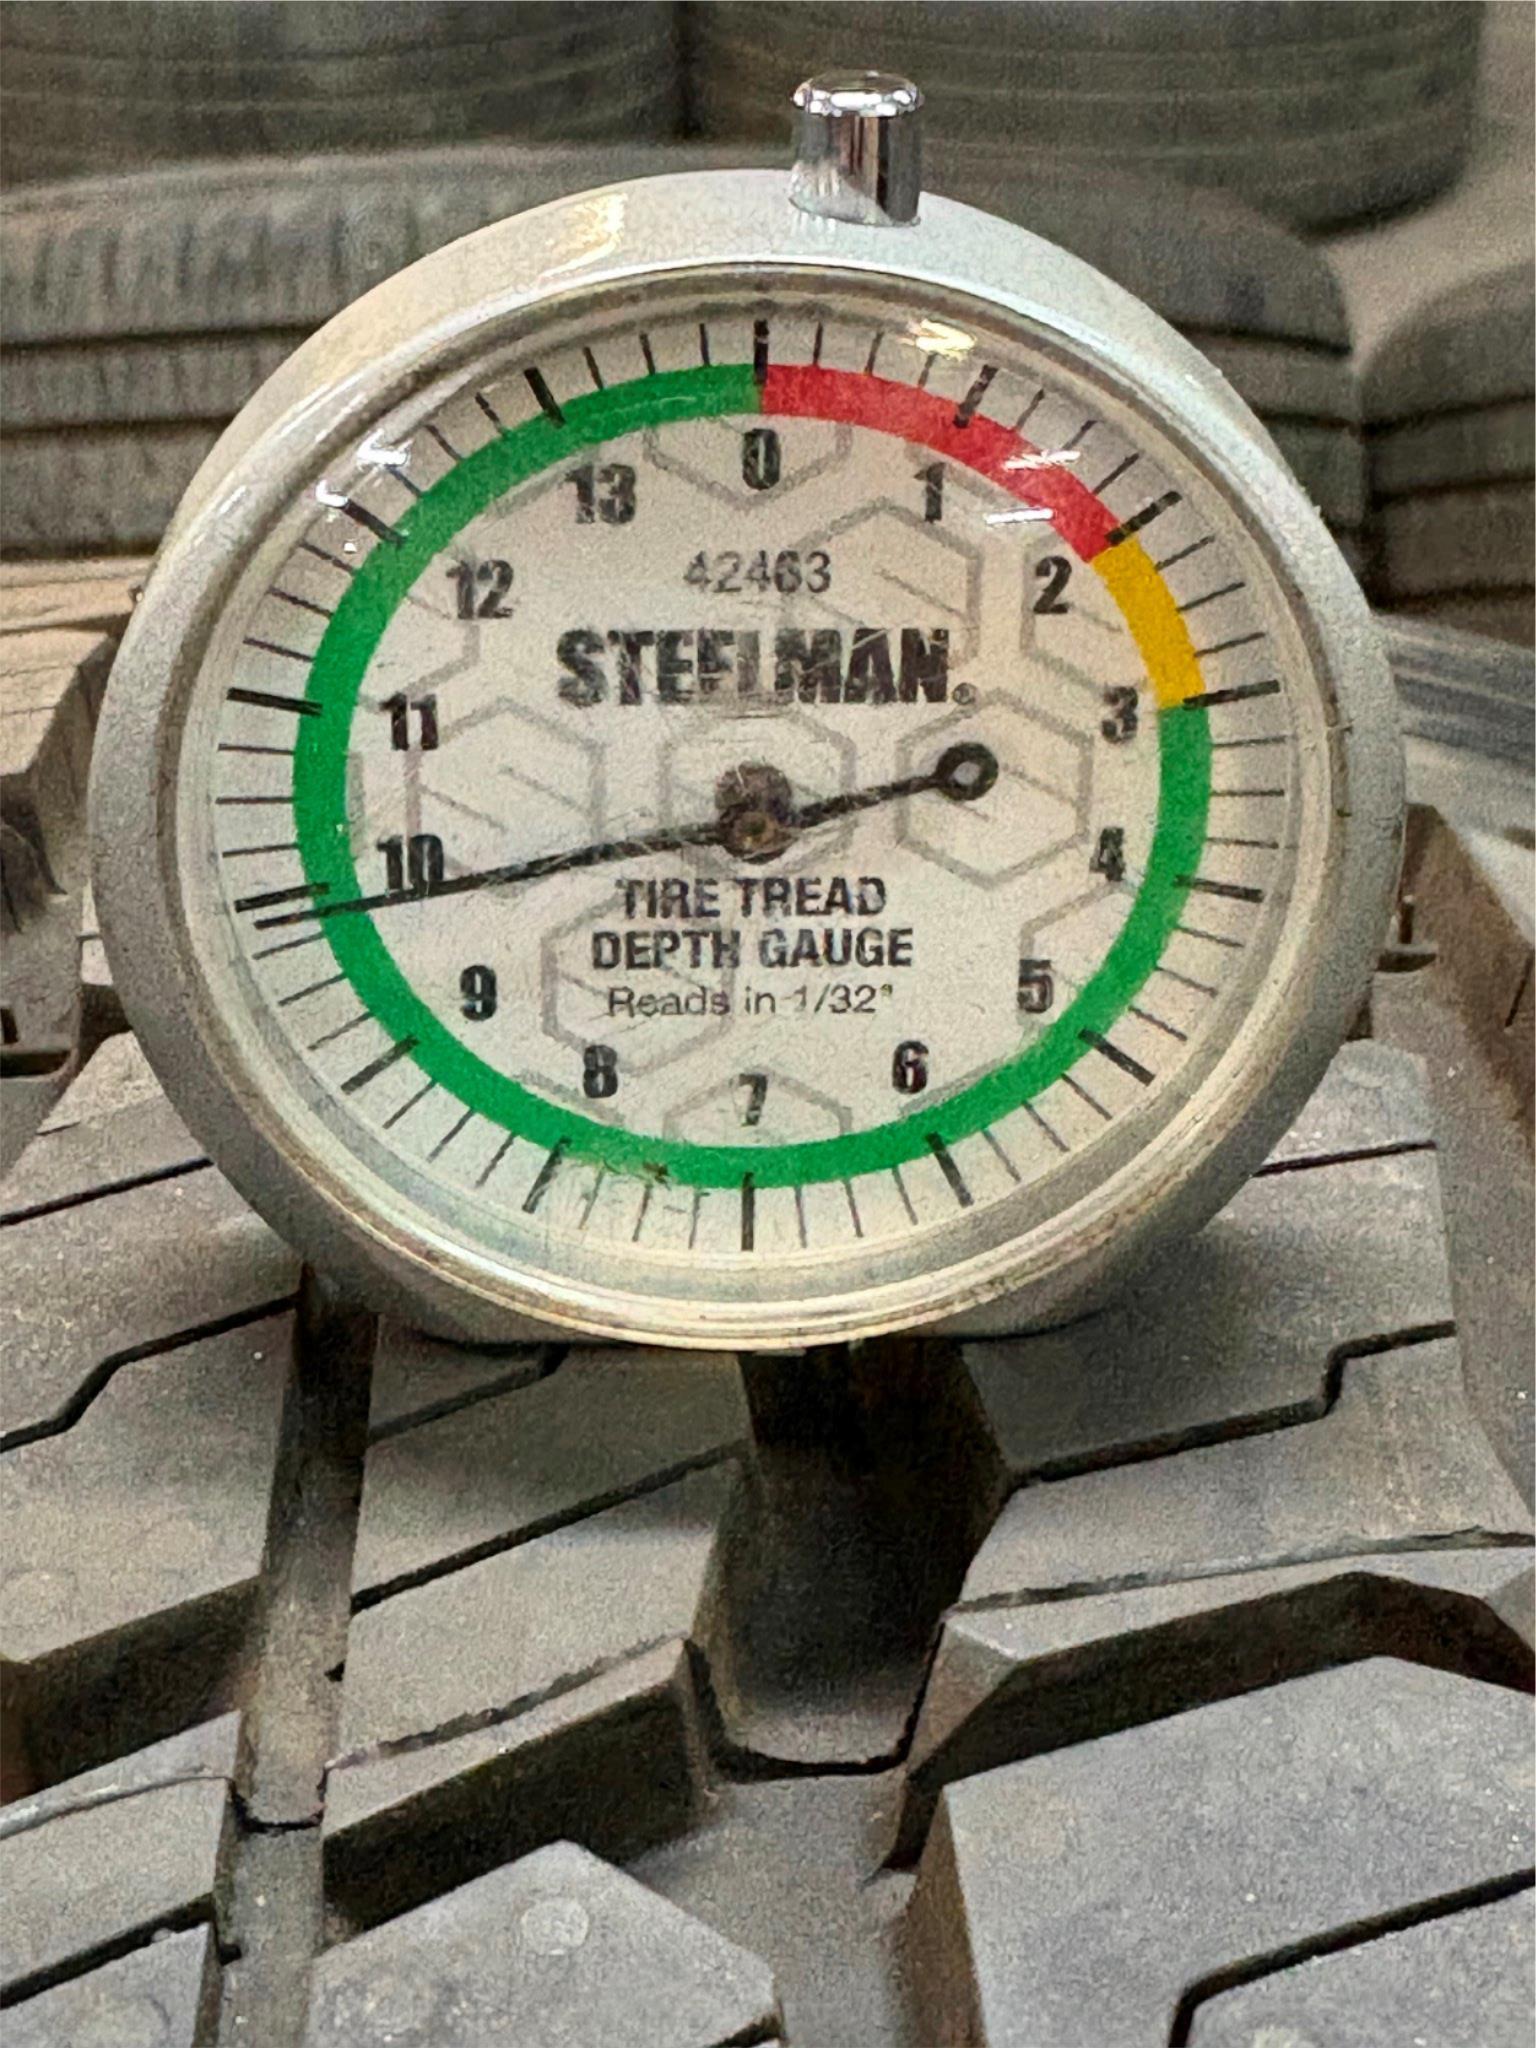 0
13 1
42463
12 2
STEELMAN®
11 3
10 4
TIRE TREAD
DEPTH GAUGE
9 Reads in 1/32" 5
8 6
7